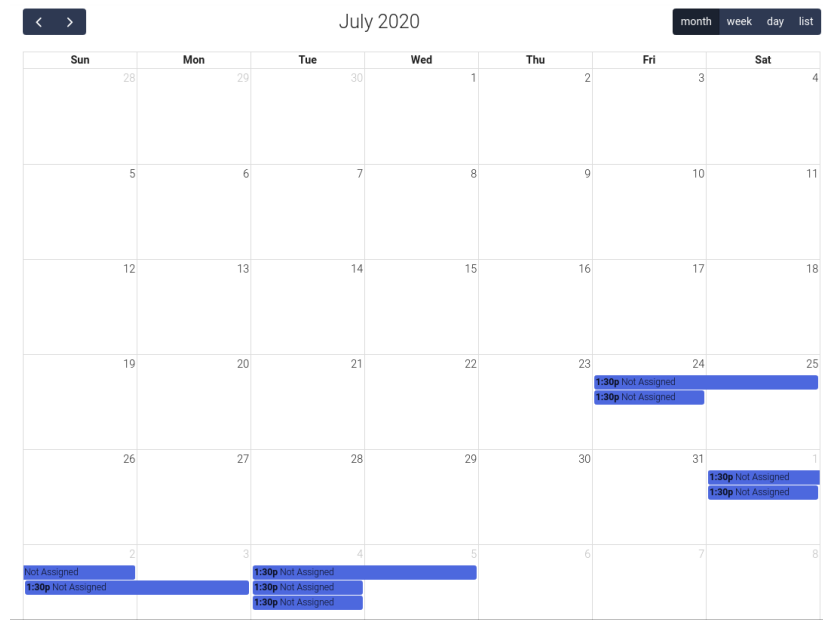 July 2020
month week day list
Sun Mon Tue Wed Thu Fri Sat
28 29 30 1 2 3 4
5 6 7 8 9 10 11
12 13 14 15 16 17 18
19 20 21 22 23 24 25
1:30p Not Assigned
1:30p Not Assigned
26 27 28 29 30 31 1
1:30p Not Assigned
1:30p Not Assigned
2 3 4 5 6 7 8
Not Assigned 1:30p Not Assigned
1:30p Not Assigned 1:30p Not Assigned
1:30p Not Assigned